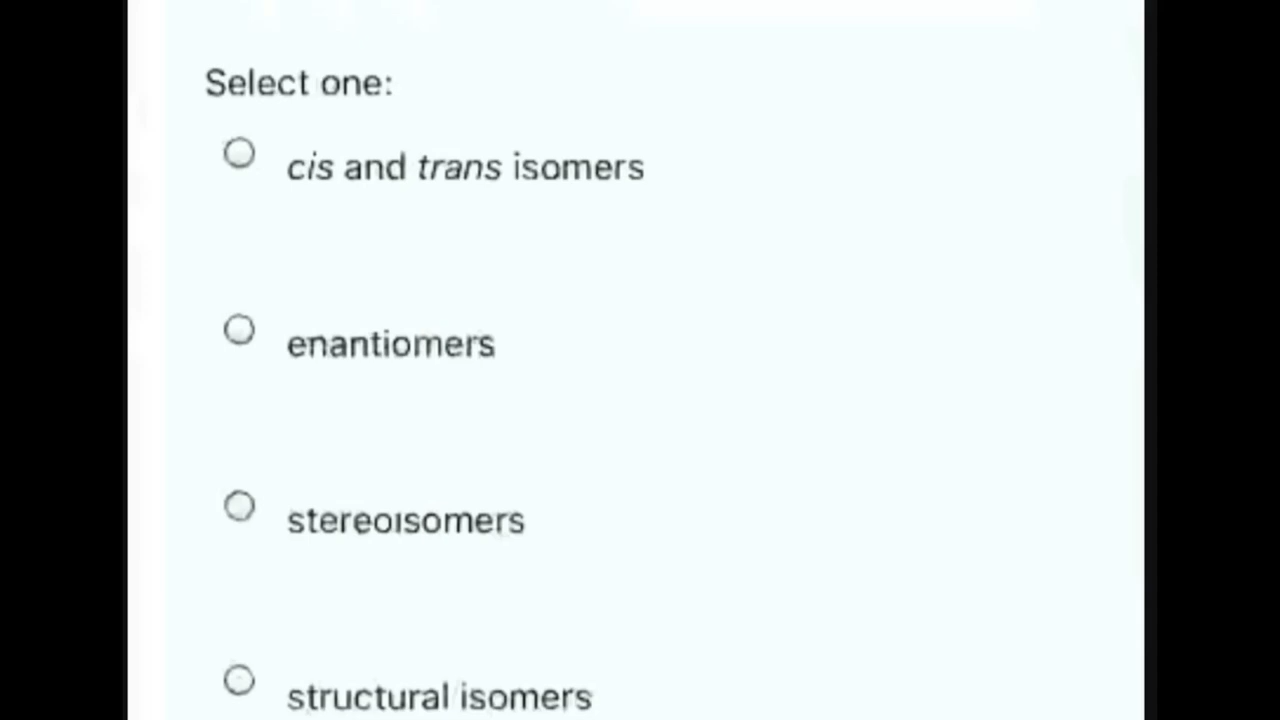 Select one:
cis and trans isomers
enantiomers
stereoisomers
structural isomers